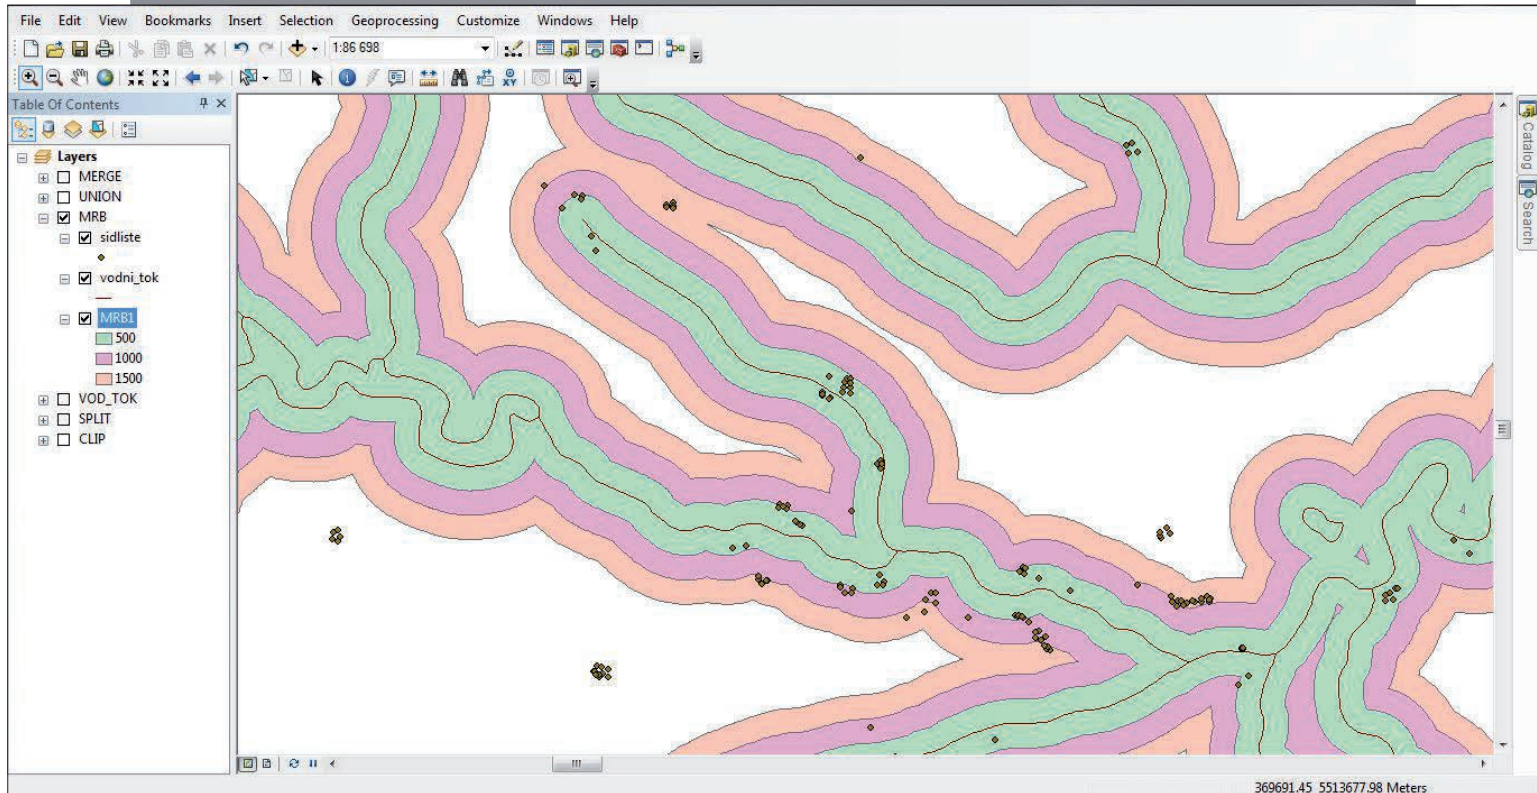 File Edit View Bookmarks Insert Selection Geoprocessing Customize Windows Help
1:86 698
XY
Table Of Contents
Layers
MERGE
UNION
MRB
sidliste
vodni_tok
MRB1
500
1000
1500
VOD_TOK
SPLIT
CLIP
Catalog
Search
369691.45 5513677.98 Meters